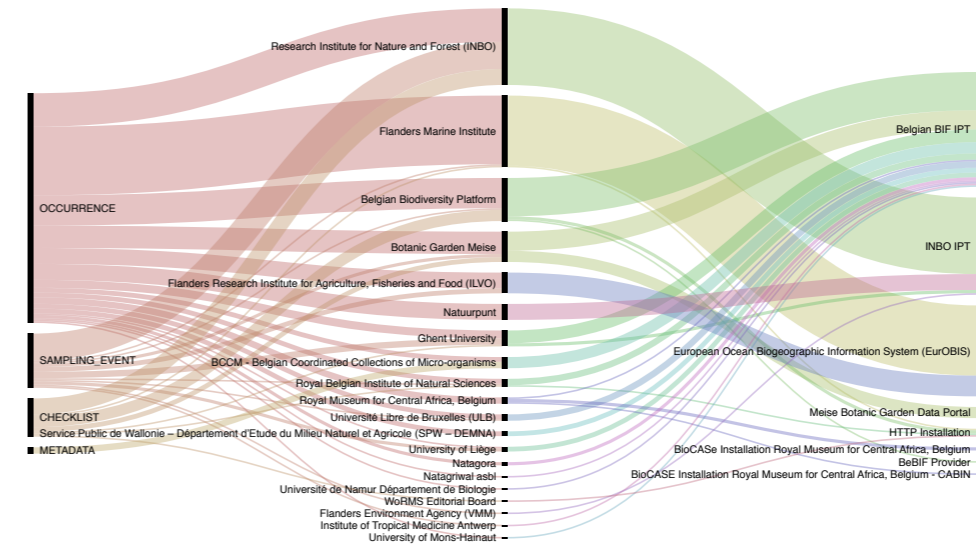 OCCURRENCE
SAMPLING_EVENT
CHECKLIST
METADATA
Research Institute for Nature and Forest (INBO)
Flanders Marine Institute
Belgian Biodiversity Platform
Botanic Garden Meise
Flanders Research Institute for Agriculture, Fisheries and Food (ILVO)
Natuurpunt
Ghent University
BCCM - Belgian Coordinated Collections of Micro-organisms
Royal Belgian Institute of Natural Sciences
Royal Museum for Central Africa, Belgium
Université Libre de Bruxelles (ULB)
Service Public de Wallonie – Département d'Etude du Milieu Naturel et Agricole (SPW – DEMNA)
University of Liège
Natagora
Natagriwal asbl
Université de Namur Département de Biologie
WoRMS Editorial Board
Flanders Environment Agency (VMM)
Institute of Tropical Medicine Antwerp
University of Mons-Hainaut
Belgian BIF IPT
INBO IPT
European Ocean Biogeographic Information System (EurOBIS)
Meise Botanic Garden Data Portal
HTTP Installation
BioCASE Installation Royal Museum for Central Africa, Belgium
BeBIF Provider
BioCASE Installation Royal Museum for Central Africa, Belgium - CABIN